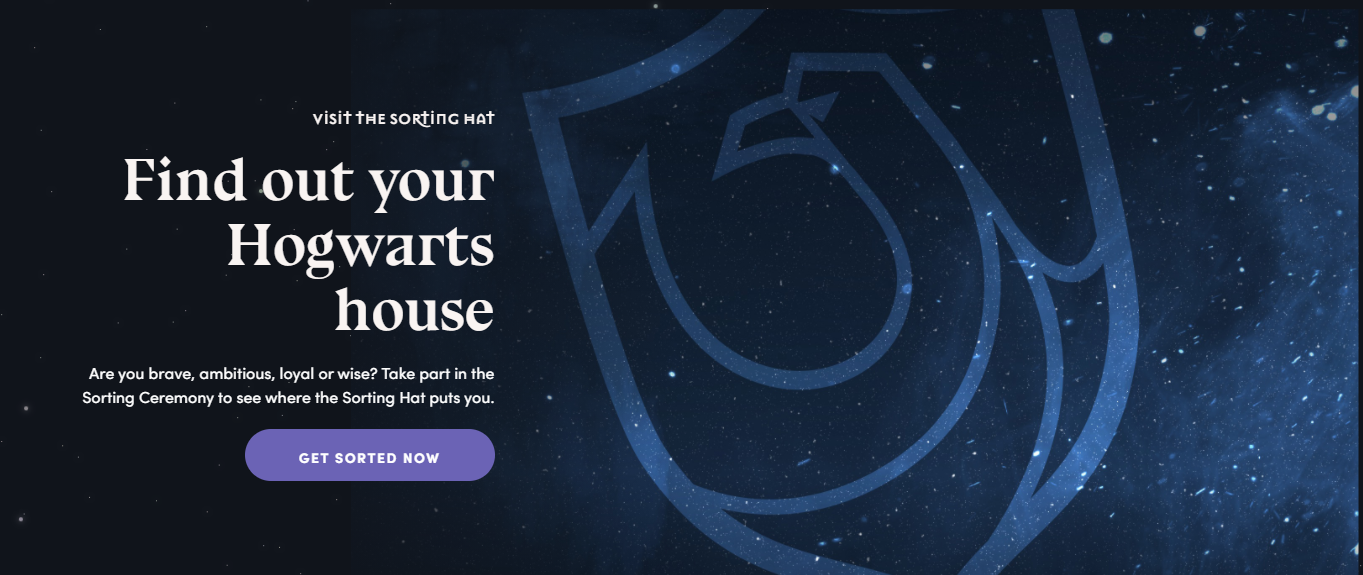 VISIT THE SORTING HAT
Find out your
Hogwarts
house
Are you brave, ambitious, loyal or wise? Take part in the
Sorting Ceremony to see where the Sorting Hat puts you.
GET SORTED NOW